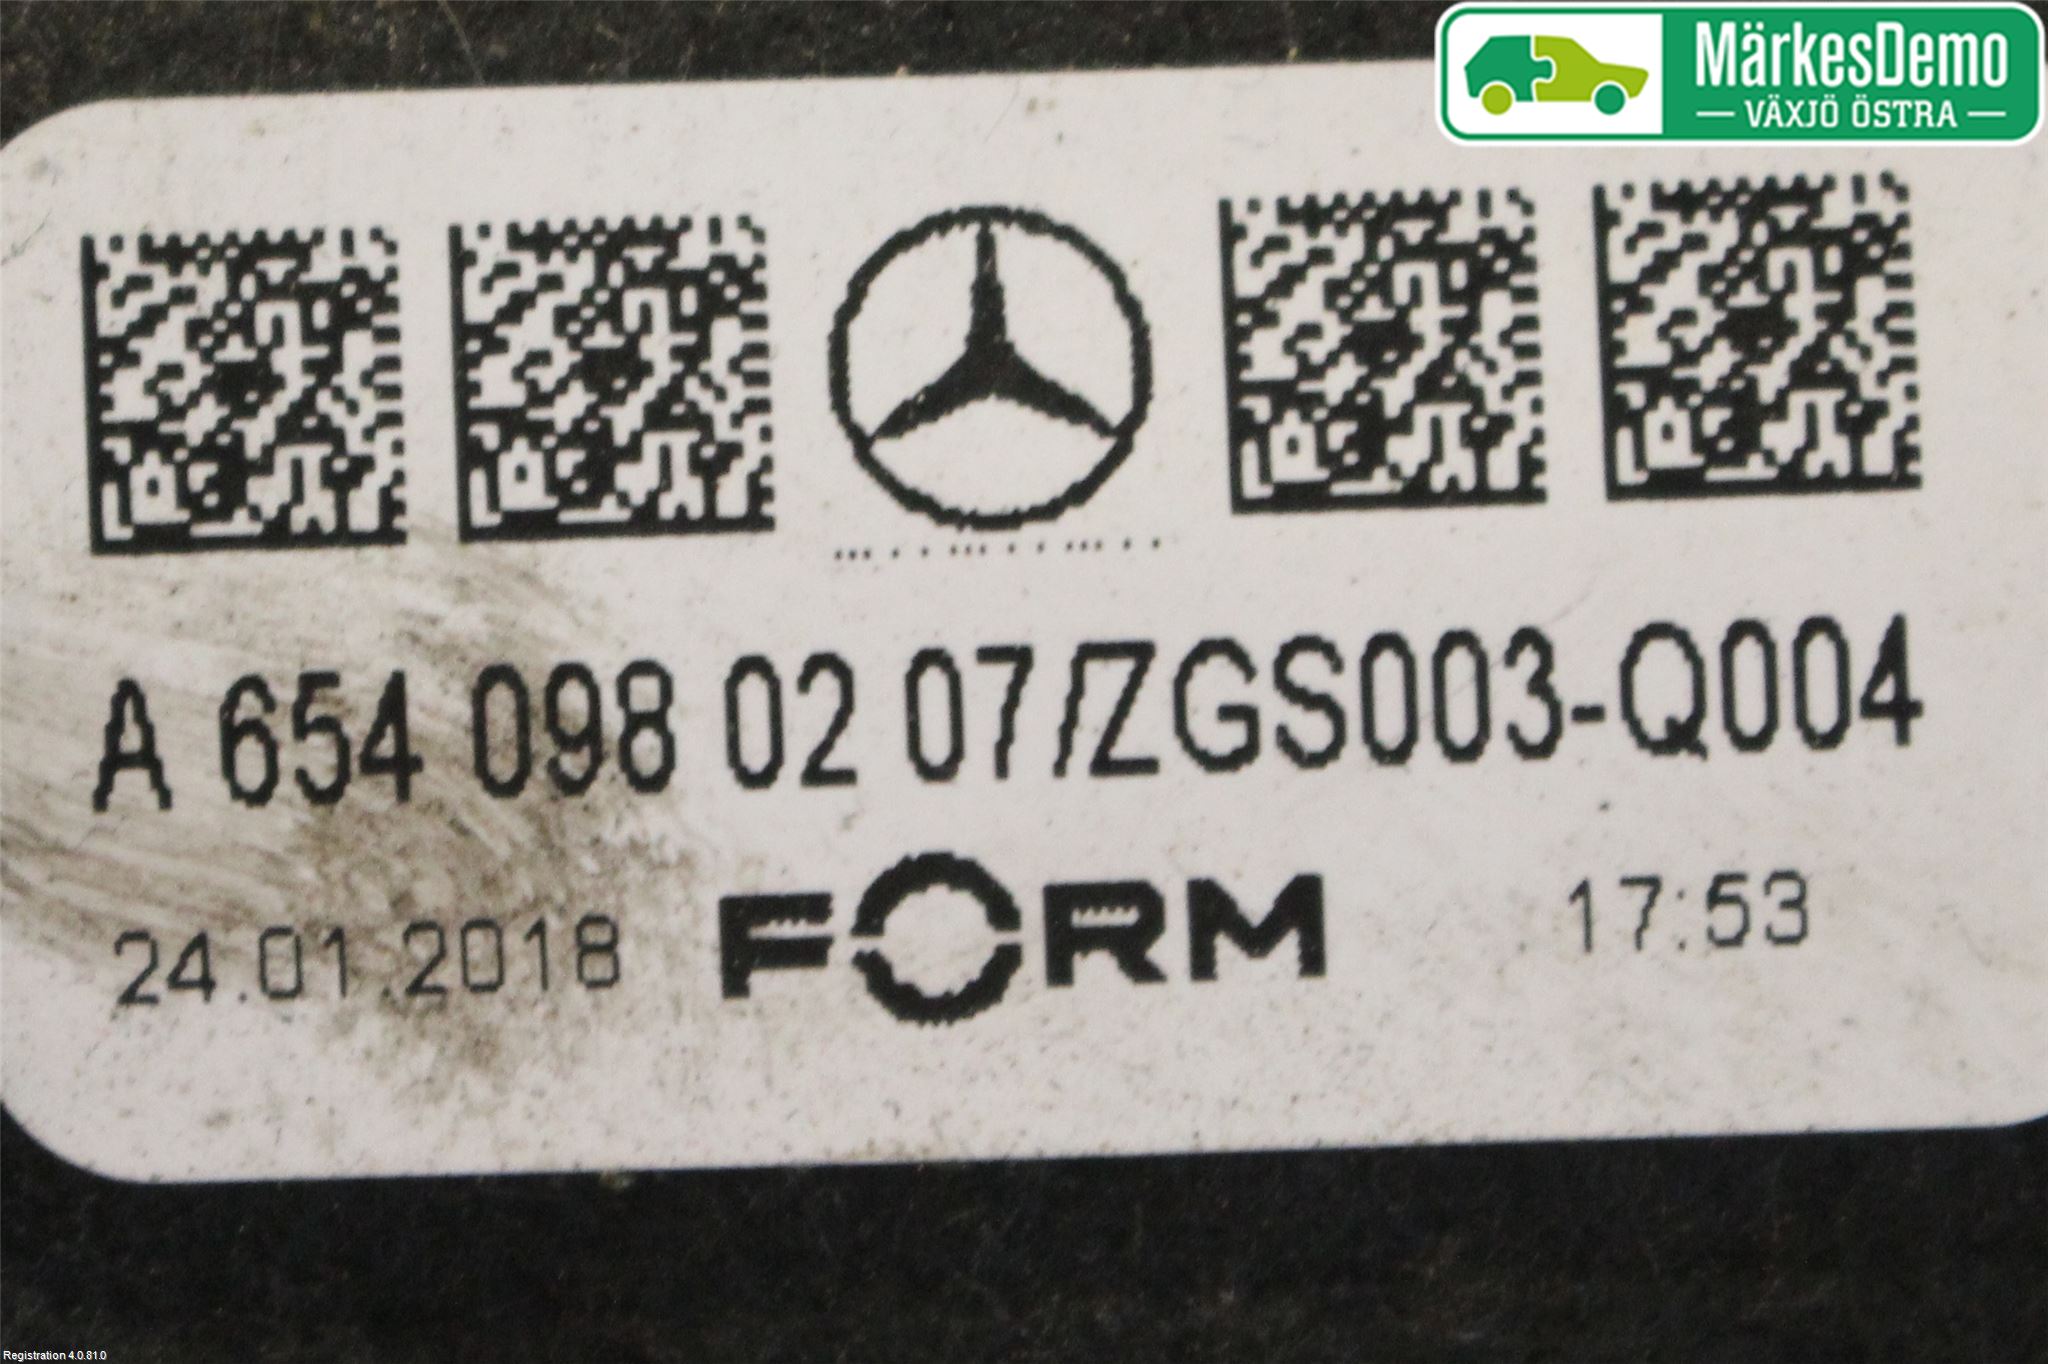 MärkesDemo
VÄXJÖ ÖSTRA
A 654 098 02 07/ZGS003-Q004
24.01.2018 FORM 17:53
Registration 4.0.81.0